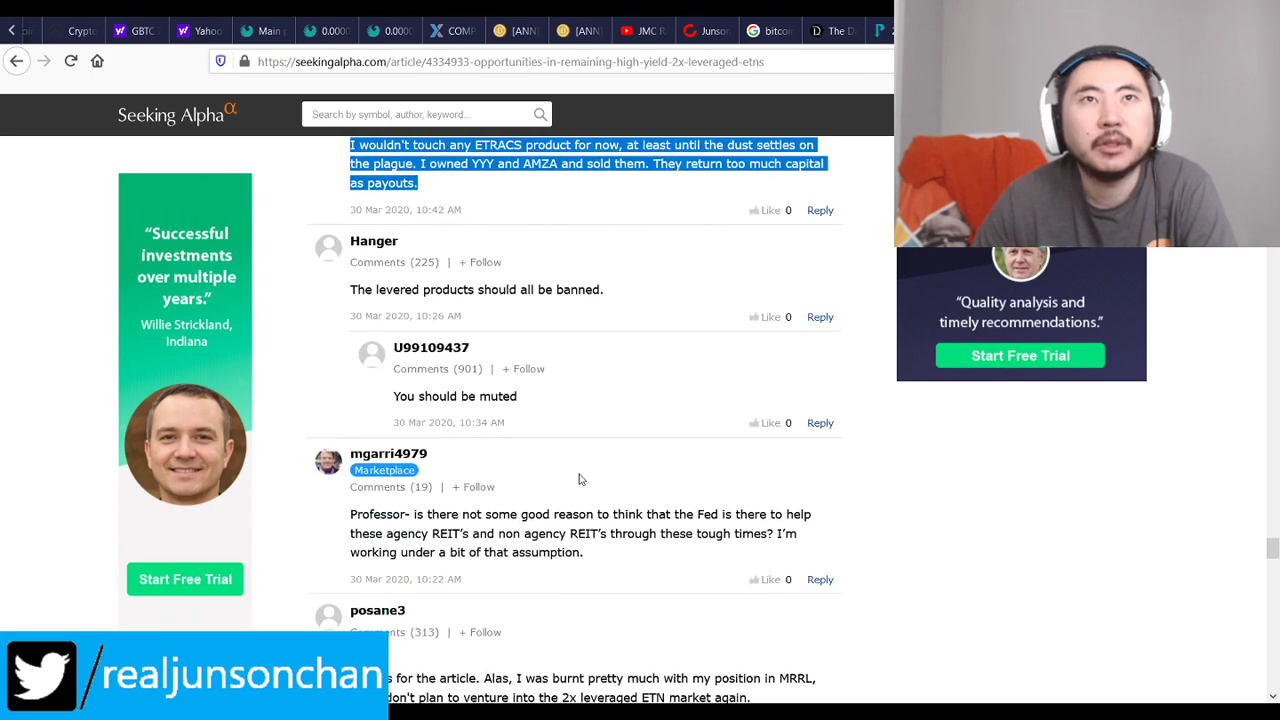 Crypto
GBTC
Yahoo
Main p
0.0000
0.0000
COMP
[ANN]
[ANN]
JMC R
Junson
bitcoin
The D
https://seekingalpha.com/article/4334933-opportunities-in-remaining-high-yield-2x-leveraged-etns
Seeking Alpha α
Search by symbol, author, keyword...
I wouldn't touch any ETRACS product for now, at least until the dust settles on
the plague. I owned YYY and AMZA and sold them. They return too much capital
as payouts.
30 Mar 2020, 10:42 AM
Like 0 Reply
Hanger
Comments (225) | + Follow
The levered products should all be banned.
30 Mar 2020, 10:26 AM
Like 0 Reply
U99109437
Comments (901) | + Follow
You should be muted
30 Mar 2020, 10:34 AM
Like 0 Reply
mgarri4979
Marketplace
Comments (19) | + Follow
Professor- is there not some good reason to think that the Fed is there to help
these agency REIT’s and non agency REIT’s through these tough times? I’m
working under a bit of that assumption.
30 Mar 2020, 10:22 AM
Like 0 Reply
posane3
Comments (313) | + Follow
s for the article. Alas, I was burnt pretty much with my position in MRRL,
don't plan to venture into the 2x leveraged ETN market again.
“Successful
investments
over multiple
years.”
Willie Strickland,
Indiana
Start Free Trial
“Quality analysis and
timely recommendations.”
Start Free Trial
/realjunsonchan